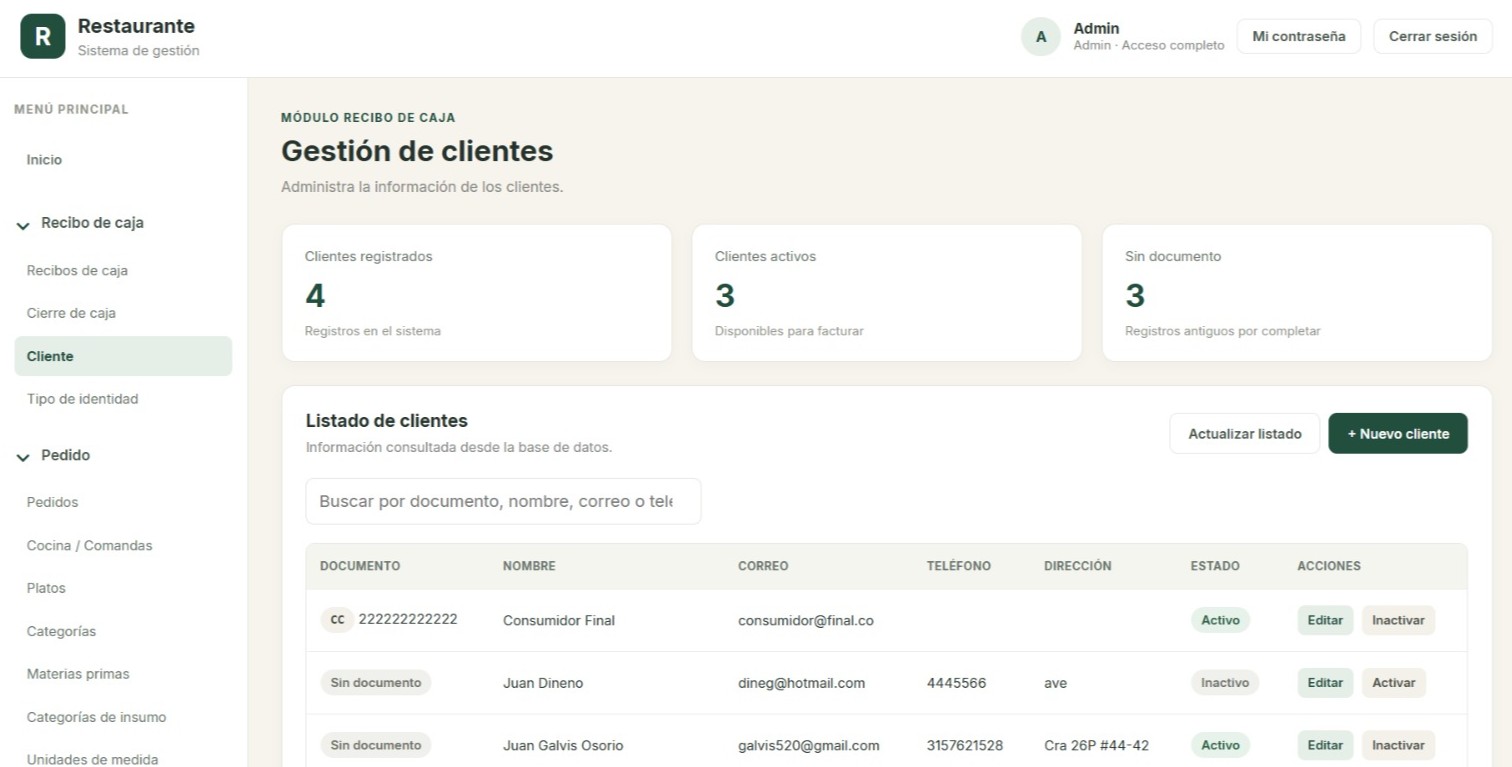 R
Restaurante
Sistema de gestión
A
Admin
Admin · Acceso completo
Mi contraseña
Cerrar sesión
MENÚ PRINCIPAL
Inicio
Recibo de caja
Recibos de caja
Cierre de caja
Cliente
Tipo de identidad
Pedido
Pedidos
Cocina / Comandas
Platos
Categorías
Materias primas
Categorías de insumo
Unidades de medida
MÓDULO RECIBO DE CAJA
Gestión de clientes
Administra la información de los clientes.
Clientes registrados
4
Registros en el sistema
Clientes activos
3
Disponibles para facturar
Sin documento
3
Registros antiguos por completar
Listado de clientes
Información consultada desde la base de datos.
Actualizar listado
+ Nuevo cliente
Buscar por documento, nombre, correo o tele
DOCUMENTO NOMBRE CORREO TELÉFONO DIRECCIÓN ESTADO ACCIONES
CC 222222222222 Consumidor Final consumidor@final.co Activo Editar Inactivar
Sin documento Juan Dineno dineg@hotmail.com 4445566 ave Inactivo Editar Activar
Sin documento Juan Galvis Osorio galvis520@gmail.com 3157621528 Cra 26P #44-42 Activo Editar Inactivar